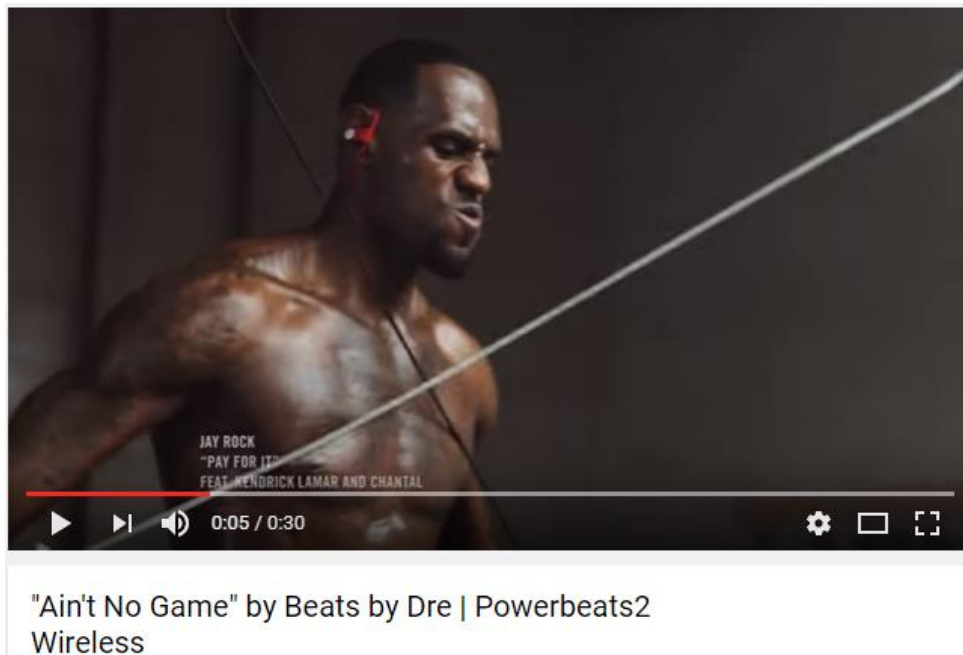 JAY ROCK
"PAY FOR IT"
FEAT. KENDRICK LAMAR AND CHANTAL
0:05 / 0:30
"Ain't No Game" by Beats by Dre | Powerbeats2
Wireless